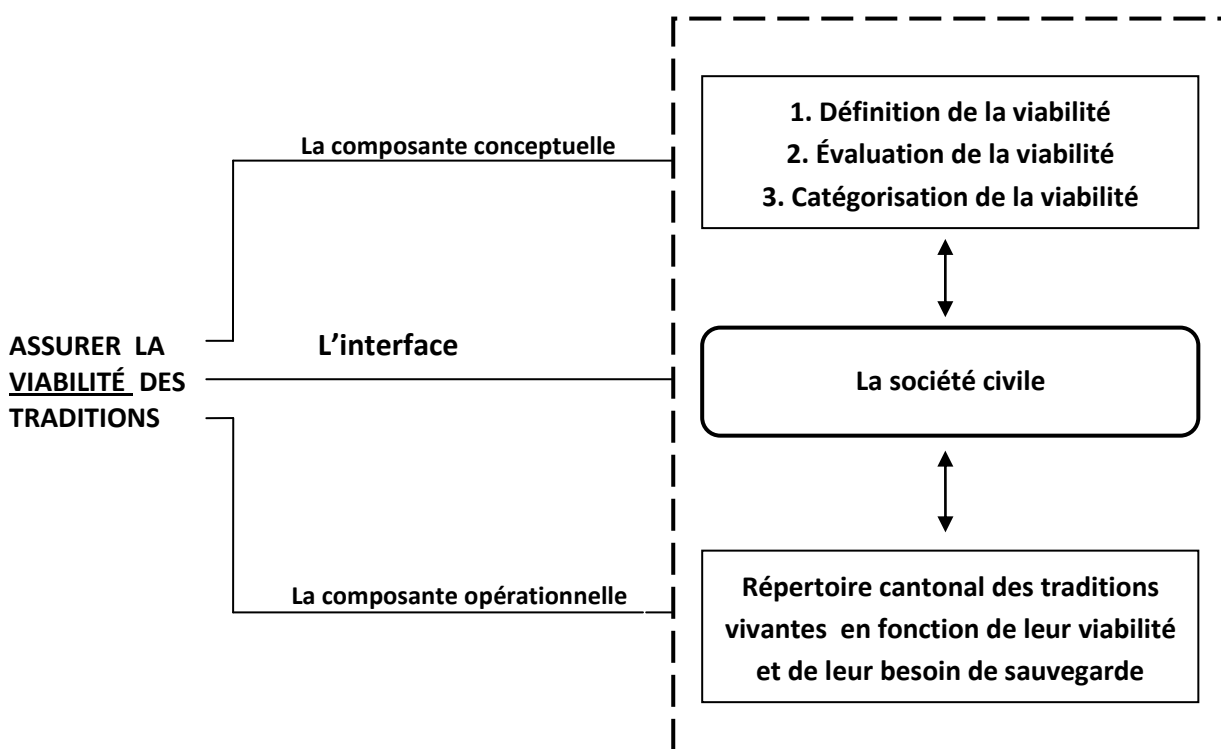 La composante conceptuelle
1. Définition de la viabilité
2. Évaluation de la viabilité
3. Catégorisation de la viabilité
ASSURER LA
VIABILITÉ DES
TRADITIONS
L’interface
La société civile
La composante opérationnelle
Répertoire cantonal des traditions
vivantes en fonction de leur viabilité
et de leur besoin de sauvegarde